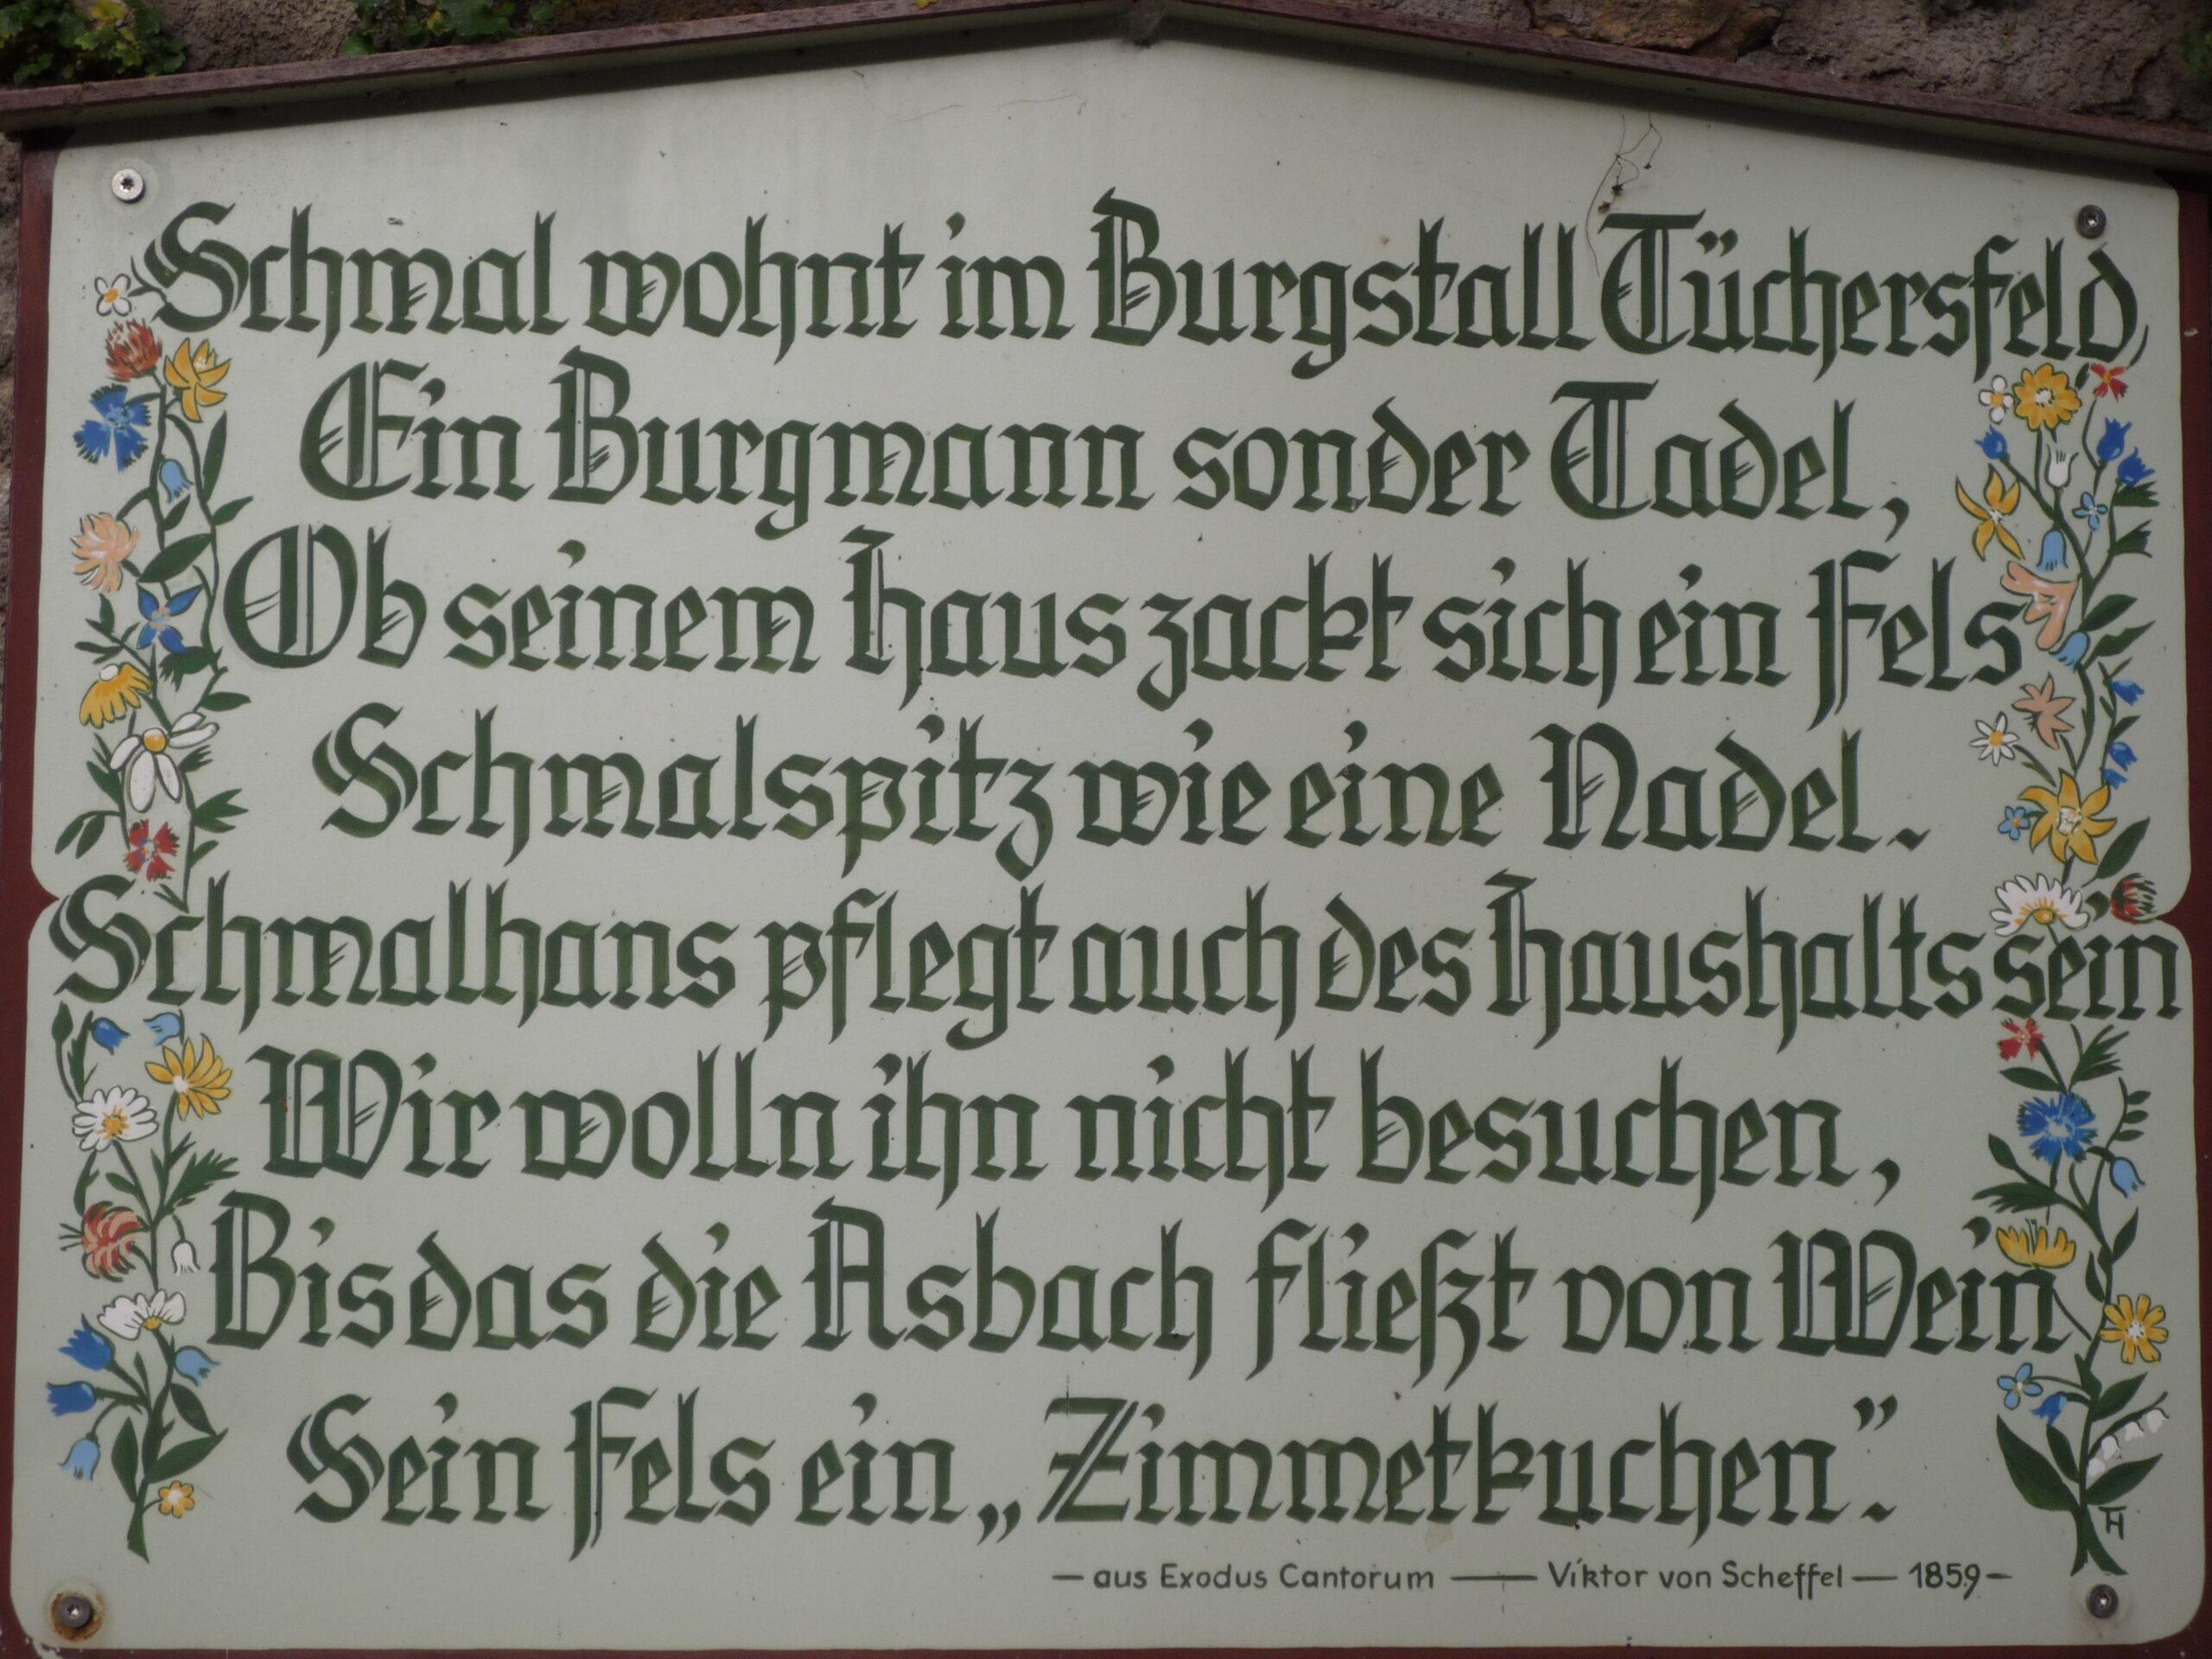 Schmal wohnt im Burgstall Tüchersfeld,
Ein Burgmann sonder Tadel,
Ob seinem Haus zackt sich ein Fels
Schmalspitz wie eine Nadel.
Schmalhans pflegt auch des Haushalts sein
Wir wolln ihn nicht besuchen,
Bis das die Asbach fließt von Wein
Sein Fels ein „Zimmetkuchen.”
— aus Exodus Cantorum — Viktor von Scheffel — 1859 –
TH